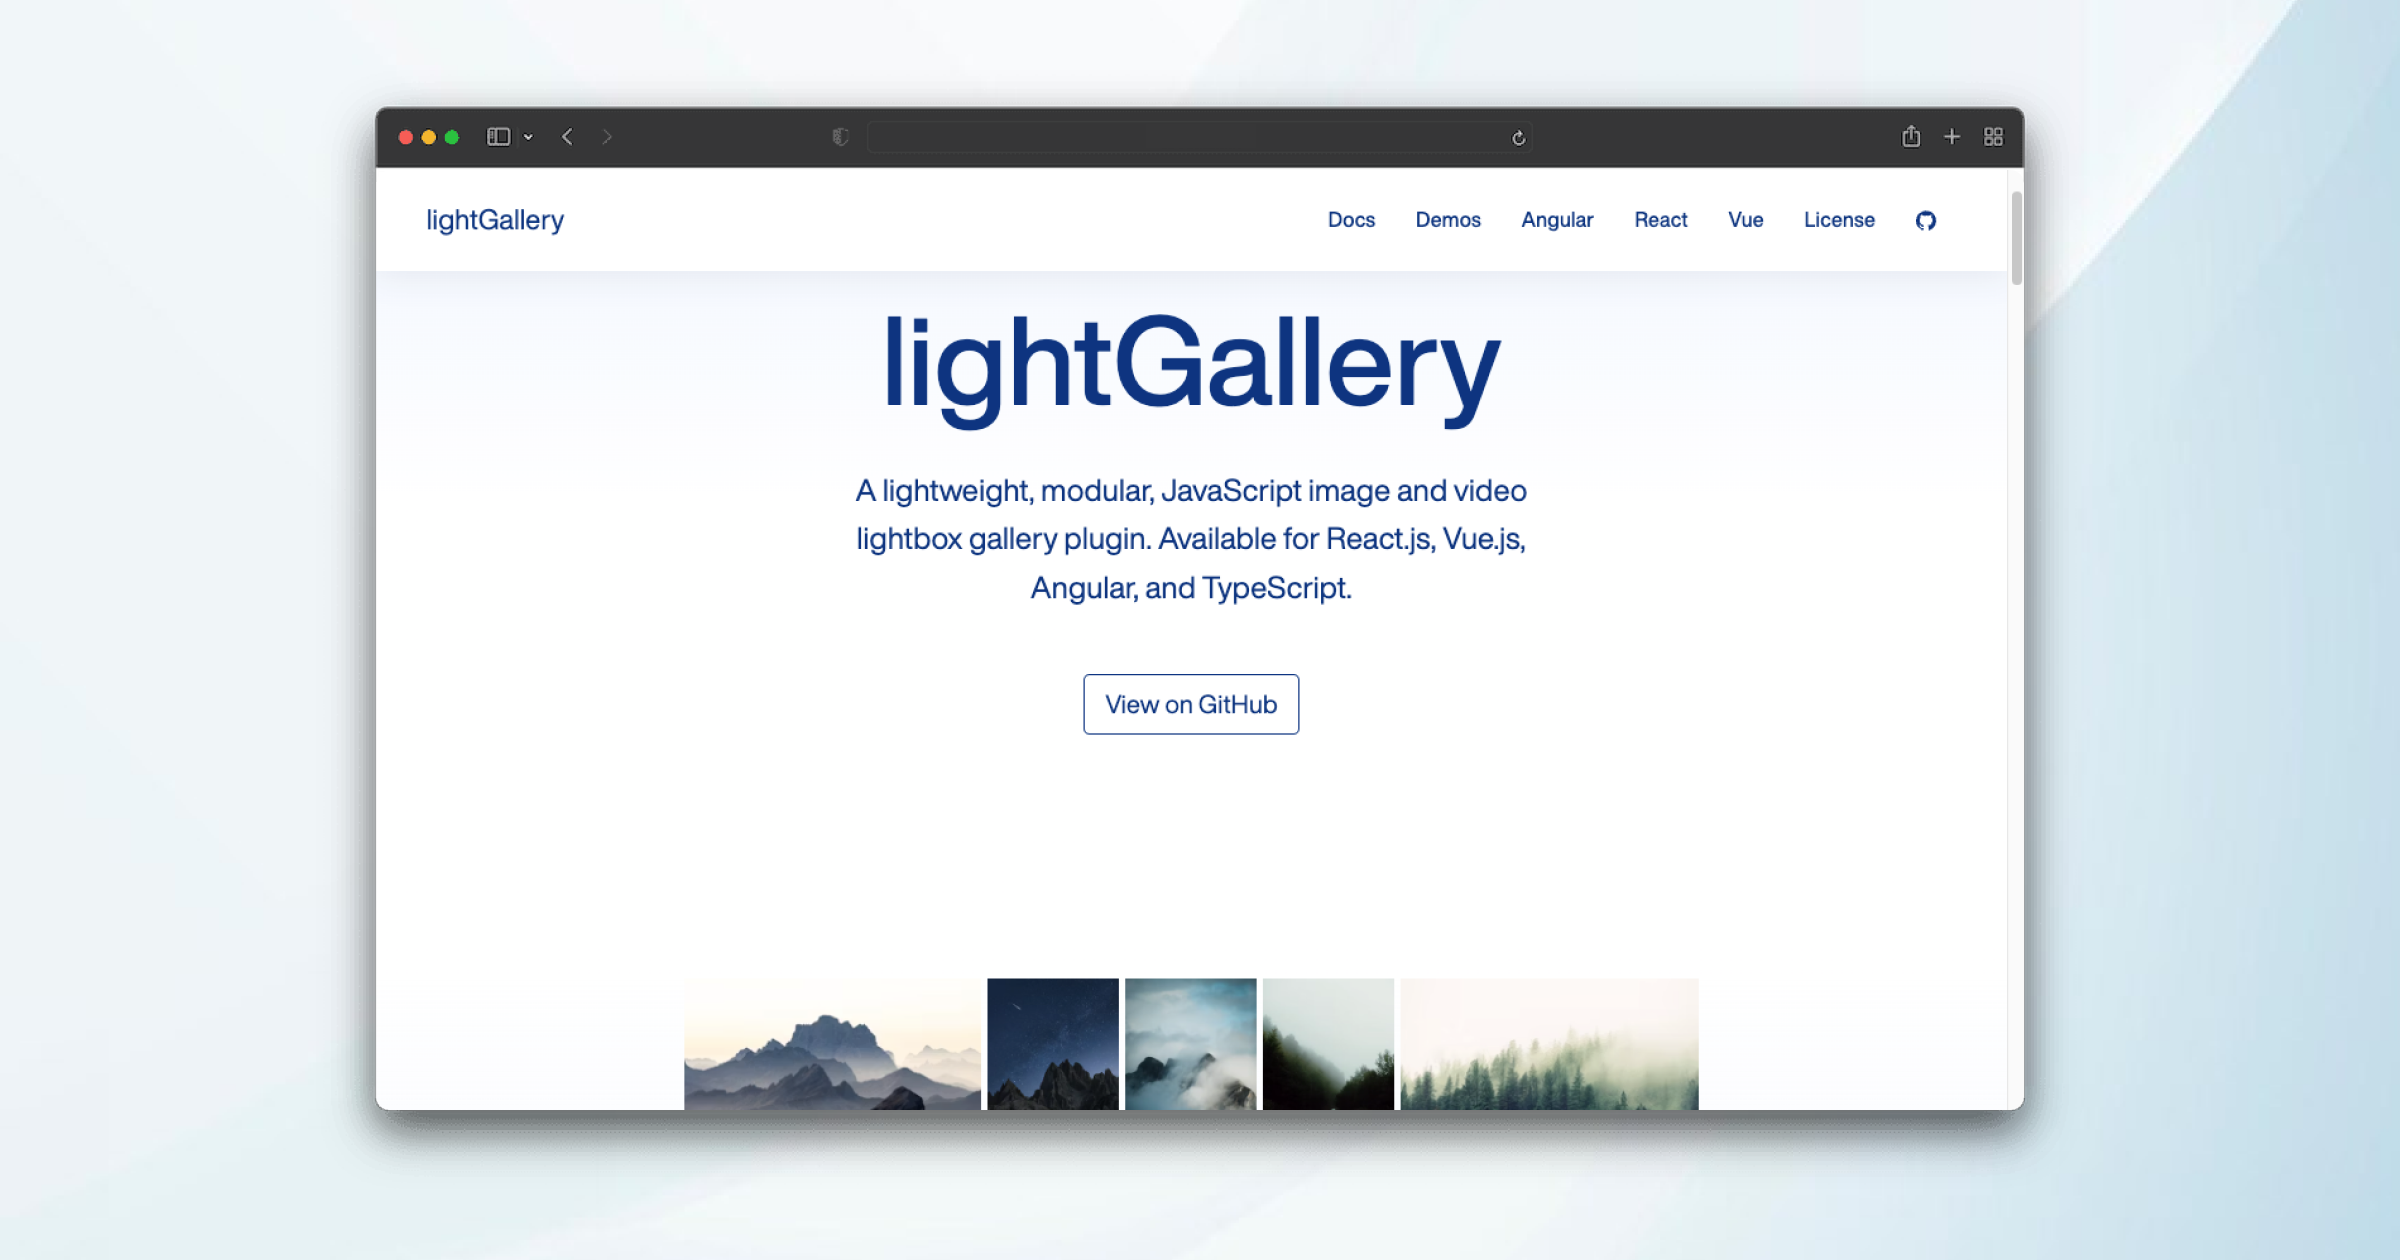 lightGallery
Docs Demos Angular React Vue License
lightGallery
A lightweight, modular, JavaScript image and video
lightbox gallery plugin. Available for React.js, Vue.js,
Angular, and TypeScript.
View on GitHub